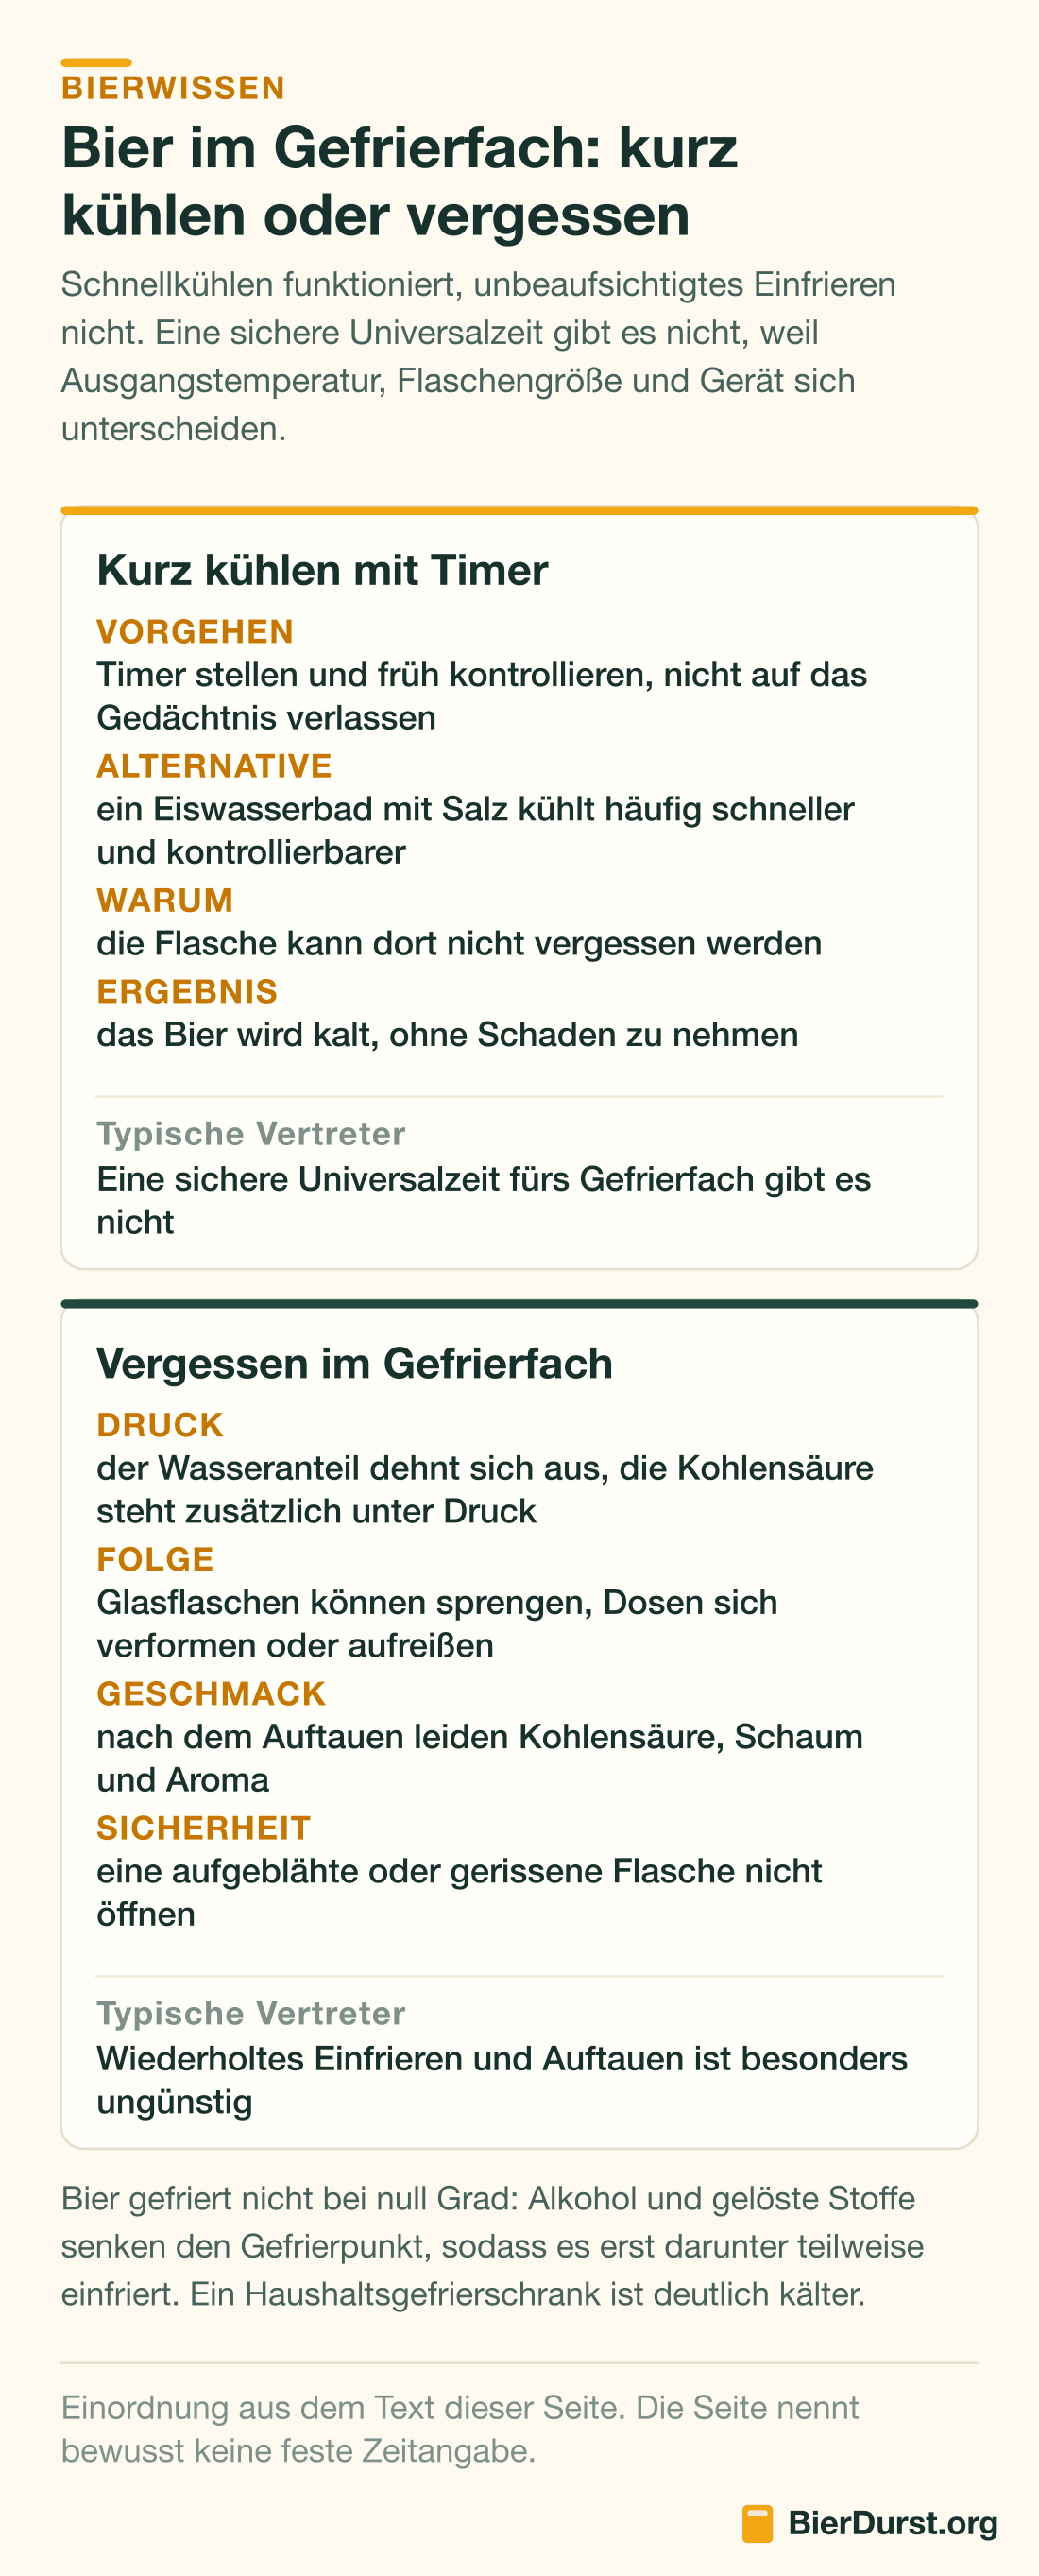 BIERWISSEN
Bier im Gefrierfach: kurz
kühlen oder vergessen
Schnellkühlen funktioniert, unbeaufsichtigtes Einfrieren
nicht. Eine sichere Universalzeit gibt es nicht, weil
Ausgangstemperatur, Flaschengröße und Gerät sich
unterscheiden.
Kurz kühlen mit Timer
VORGEHEN
Timer stellen und früh kontrollieren, nicht auf das
Gedächtnis verlassen
ALTERNATIVE
ein Eiswasserbad mit Salz kühlt häufig schneller
und kontrollierbarer
WARUM
die Flasche kann dort nicht vergessen werden
ERGEBNIS
das Bier wird kalt, ohne Schaden zu nehmen
Typische Vertreter
Eine sichere Universalzeit fürs Gefrierfach gibt es
nicht
Vergessen im Gefrierfach
DRUCK
der Wasseranteil dehnt sich aus, die Kohlensäure
steht zusätzlich unter Druck
FOLGE
Glasflaschen können sprengen, Dosen sich
verformen oder aufreißen
GESCHMACK
nach dem Auftauen leiden Kohlensäure, Schaum
und Aroma
SICHERHEIT
eine aufgeblähte oder gerissene Flasche nicht
öffnen
Typische Vertreter
Wiederholtes Einfrieren und Auftauen ist besonders
ungünstig
Bier gefriert nicht bei null Grad: Alkohol und gelöste Stoffe
senken den Gefrierpunkt, sodass es erst darunter teilweise
einfriert. Ein Haushaltsgefrierschrank ist deutlich kälter.
Einordnung aus dem Text dieser Seite. Die Seite nennt
bewusst keine feste Zeitangabe.
BierDurst.org